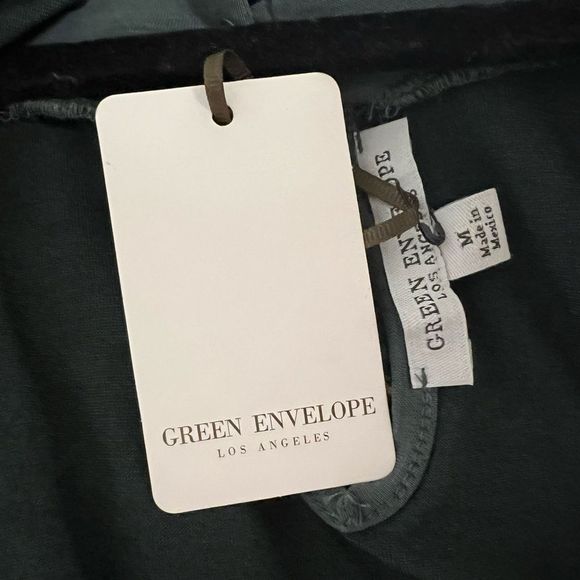 GREEN ENVELOPE
LOS ANGELES
GREEN ENVELOPE
LOS ANGELES
M
Made in
Mexico